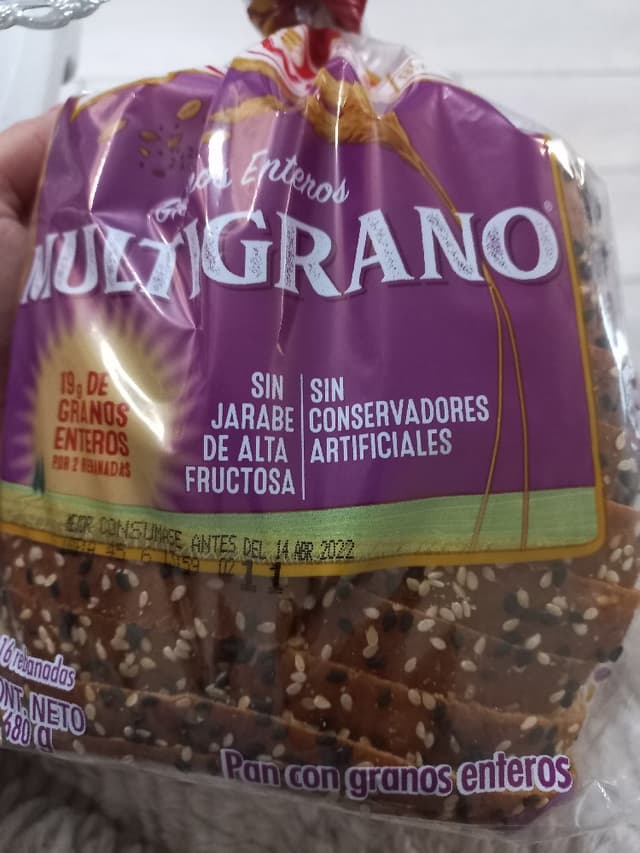 Enteros
MULTIGRANO®
19g DE
GRANOS
ENTEROS
POR 2 REBANADAS
SIN
JARABE
DE ALTA
FRUCTOSA
SIN
CONSERVADORES
ARTIFICIALES
CONSUMASE ANTES DEL 14 ABR 2022
11
16 rebanadas
CONT. NETO
680 g
Pan con granos enteros